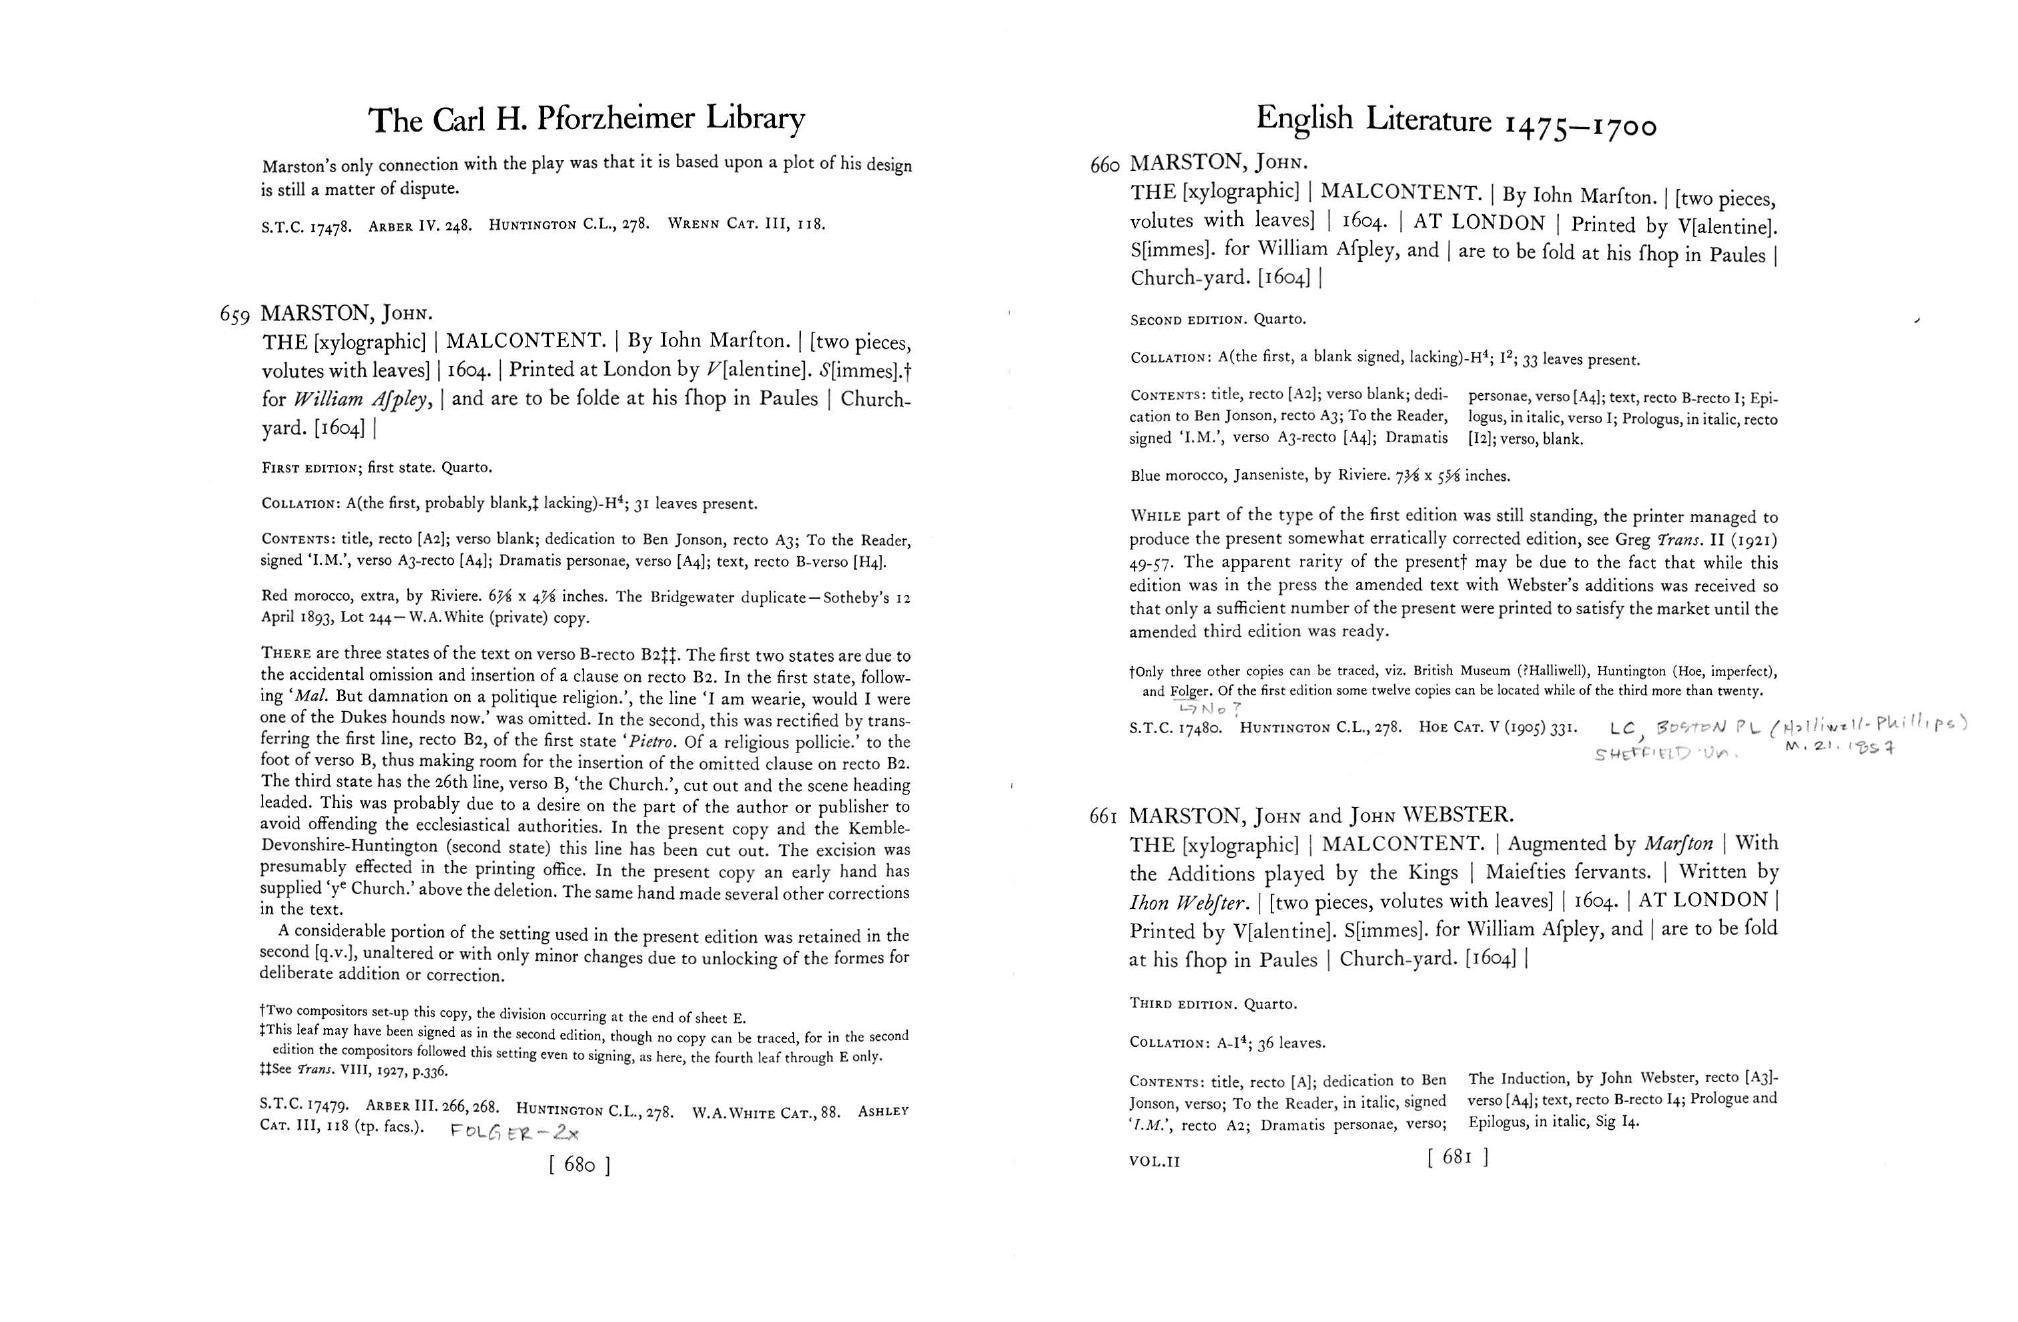 The Carl H. Pforzheimer Library
Marston's only connection with the play was that it is based upon a plot of his design
is still a matter of dispute.
S.T.C. 17478. Arber IV. 248. Huntington C.L., 278. Wrenn Cat. III, 118.
659 MARSTON, John.
THE [xylographic] | MALCONTENT. | By Iohn Marſton. | [two pieces,
volutes with leaves] | 1604. | Printed at London by V[alentine]. S[immes].†
for William Aſpley, | and are to be ſolde at his ſhop in Paules | Church-
yard. [1604] |
First edition; first state. Quarto.
Collation: A(the first, probably blank,‡ lacking)-H⁴; 31 leaves present.
Contents: title, recto [A2]; verso blank; dedication to Ben Jonson, recto A3; To the Reader,
signed 'I.M.', verso A3-recto [A4]; Dramatis personae, verso [A4]; text, recto B-verso [H4].
Red morocco, extra, by Riviere. 6⅞ x 4⅞ inches. The Bridgewater duplicate—Sotheby's 12
April 1893, Lot 244—W.A.White (private) copy.
There are three states of the text on verso B-recto B2‡‡. The first two states are due to
the accidental omission and insertion of a clause on recto B2. In the first state, follow-
ing 'Mal. But damnation on a politique religion.', the line 'I am wearie, would I were
one of the Dukes hounds now.' was omitted. In the second, this was rectified by trans-
ferring the first line, recto B2, of the first state 'Pietro. Of a religious pollicie.' to the
foot of verso B, thus making room for the insertion of the omitted clause on recto B2.
The third state has the 26th line, verso B, 'the Church.', cut out and the scene heading
leaded. This was probably due to a desire on the part of the author or publisher to
avoid offending the ecclesiastical authorities. In the present copy and the Kemble-
Devonshire-Huntington (second state) this line has been cut out. The excision was
presumably effected in the printing office. In the present copy an early hand has
supplied 'yᵉ Church.' above the deletion. The same hand made several other corrections
in the text.
A considerable portion of the setting used in the present edition was retained in the
second [q.v.], unaltered or with only minor changes due to unlocking of the formes for
deliberate addition or correction.
†Two compositors set-up this copy, the division occurring at the end of sheet E.
‡This leaf may have been signed as in the second edition, though no copy can be traced, for in the second
edition the compositors followed this setting even to signing, as here, the fourth leaf through E only.
‡‡See Trans. VIII, 1927, p.336.
S.T.C. 17479. Arber III. 266, 268. Huntington C.L., 278. W.A.White Cat., 88. Ashley
Cat. III, 118 (tp. facs.). FOLGER - 2x
[ 680 ]
English Literature 1475–1700
660 MARSTON, John.
THE [xylographic] | MALCONTENT. | By Iohn Marſton. | [two pieces,
volutes with leaves] | 1604. | AT LONDON | Printed by V[alentine].
S[immes]. for William Aſpley, and | are to be ſold at his ſhop in Paules |
Church-yard. [1604] |
Second edition. Quarto.
Collation: A(the first, a blank signed, lacking)-H⁴; I²; 33 leaves present.
Contents: title, recto [A2]; verso blank; dedi-
cation to Ben Jonson, recto A3; To the Reader,
signed 'I.M.', verso A3-recto [A4]; Dramatis
personae, verso [A4]; text, recto B-recto I; Epi-
logus, in italic, verso I; Prologus, in italic, recto
[I2]; verso, blank.
Blue morocco, Janseniste, by Riviere. 7⅜ x 5⅝ inches.
While part of the type of the first edition was still standing, the printer managed to
produce the present somewhat erratically corrected edition, see Greg Trans. II (1921)
49-57. The apparent rarity of the present† may be due to the fact that while this
edition was in the press the amended text with Webster's additions was received so
that only a sufficient number of the present were printed to satisfy the market until the
amended third edition was ready.
†Only three other copies can be traced, viz. British Museum (?Halliwell), Huntington (Hoe, imperfect),
and Folger. Of the first edition some twelve copies can be located while of the third more than twenty.
↳ No?
S.T.C. 17480. Huntington C.L., 278. Hoe Cat. V (1905) 331. LC, BOSTON PL (Halliwell-Phillips)
SHEFFIELD Un. M. 21. 1857
661 MARSTON, John and John WEBSTER.
THE [xylographic] | MALCONTENT. | Augmented by Marſton | With
the Additions played by the Kings | Maieſties ſervants. | Written by
Ihon Webſter. | [two pieces, volutes with leaves] | 1604. | AT LONDON |
Printed by V[alentine]. S[immes]. for William Aſpley, and | are to be ſold
at his ſhop in Paules | Church-yard. [1604] |
Third edition. Quarto.
Collation: A-I⁴; 36 leaves.
Contents: title, recto [A]; dedication to Ben
Jonson, verso; To the Reader, in italic, signed
'I.M.', recto A2; Dramatis personae, verso;
The Induction, by John Webster, recto [A3]-
verso [A4]; text, recto B-recto I4; Prologue and
Epilogus, in italic, Sig I4.
VOL.II
[ 681 ]